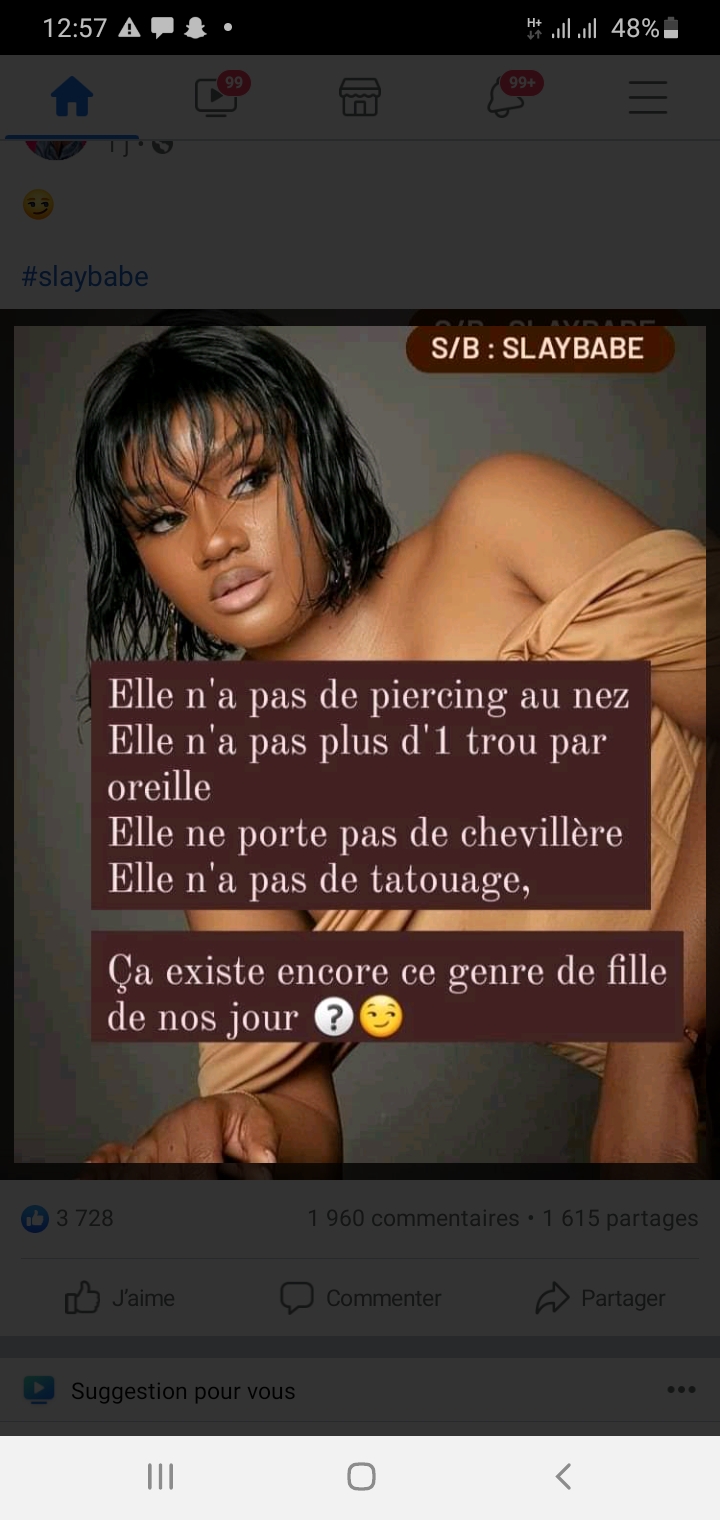 12:57
H+
48%
99
99+
1 j
#slaybabe
S/B : SLAYBABE
S/B : SLAYBABE
Elle n'a pas de piercing au nez
Elle n'a pas plus d'1 trou par
oreille
Elle ne porte pas de chevillère
Elle n'a pas de tatouage,
Ça existe encore ce genre de fille
de nos jour ❓😏
3 728
1 960 commentaires • 1 615 partages
J'aime
Commenter
Partager
Suggestion pour vous